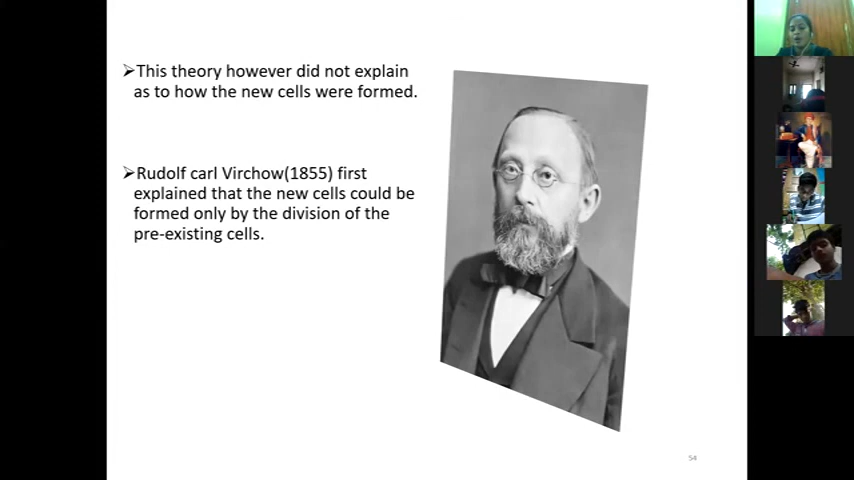 ➢This theory however did not explain
as to how the new cells were formed.
➢Rudolf carl Virchow(1855) first
explained that the new cells could be
formed only by the division of the
pre-existing cells.
54